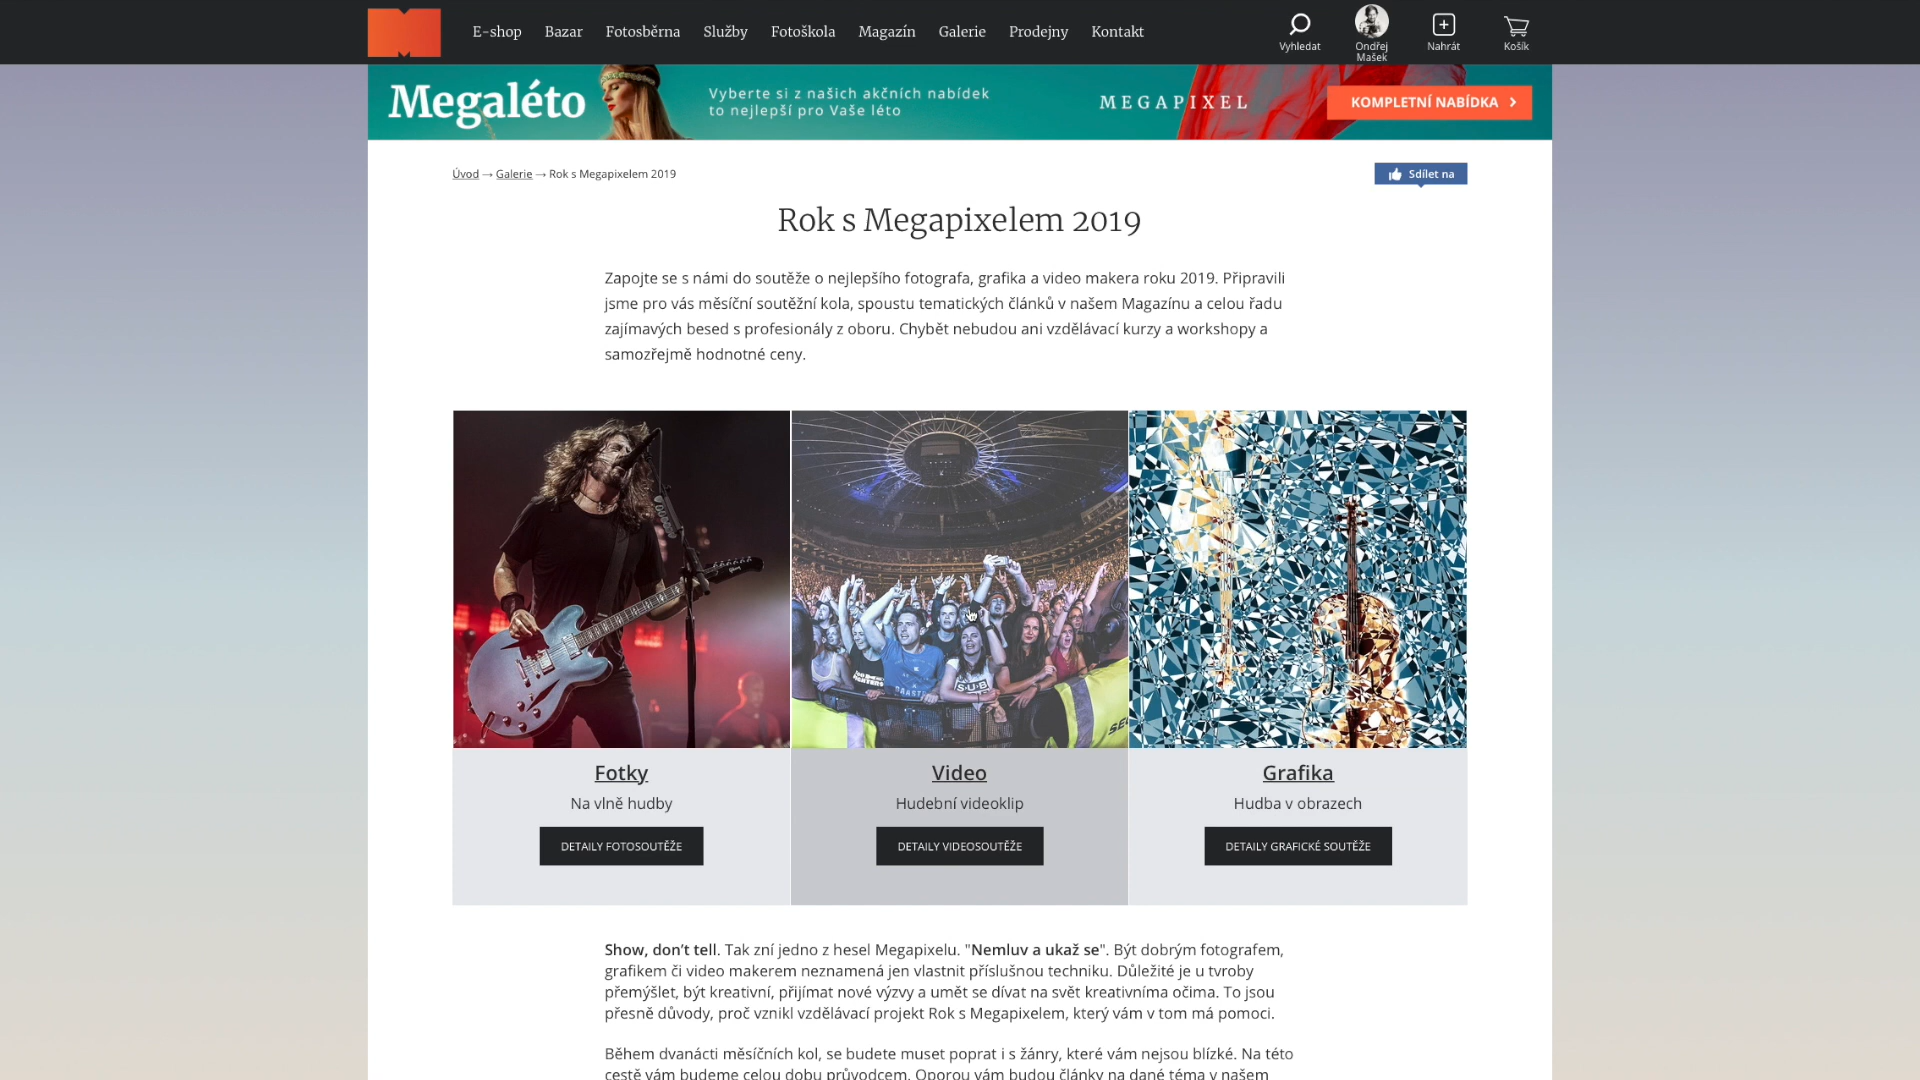 E-shop Bazar Fotosběrna Služby Fotoškola Magazín Galerie Prodejny Kontakt
Vyhledat
Ondřej
Mašek
Nahrát
Košík
Megaléto
Vyberte si z našich akčních nabídek
to nejlepší pro Vaše léto
MEGAPIXEL
KOMPLETNÍ NABÍDKA
Úvod → Galerie → Rok s Megapixelem 2019
Sdílet na
Rok s Megapixelem 2019
Zapojte se s námi do soutěže o nejlepšího fotografa, grafika a video makera roku 2019. Připravili
jsme pro vás měsíční soutěžní kola, spoustu tematických článků v našem Magazínu a celou řadu
zajímavých besed s profesionály z oboru. Chybět nebudou ani vzdělávací kurzy a workshopy a
samozřejmě hodnotné ceny.
Fotky
Na vlně hudby
DETAILY FOTOSOUTĚŽE
Video
Hudební videoklip
DETAILY VIDEOSOUTĚŽE
Grafika
Hudba v obrazech
DETAILY GRAFICKÉ SOUTĚŽE
Show, don't tell. Tak zní jedno z hesel Megapixelu. "Nemluv a ukaž se". Být dobrým fotografem,
grafikem či video makerem neznamená jen vlastnit příslušnou techniku. Důležité je u tvroby
přemýšlet, být kreativní, přijímat nové výzvy a umět se dívat na svět kreativníma očima. To jsou
přesně důvody, proč vznikl vzdělávací projekt Rok s Megapixelem, který vám v tom má pomoci.
Během dvanácti měsíčních kol, se budete muset poprat i s žánry, které vám nejsou blízké. Na této
cestě vám budeme celou dobu průvodcem. Oporou vám budou články na dané téma v našem